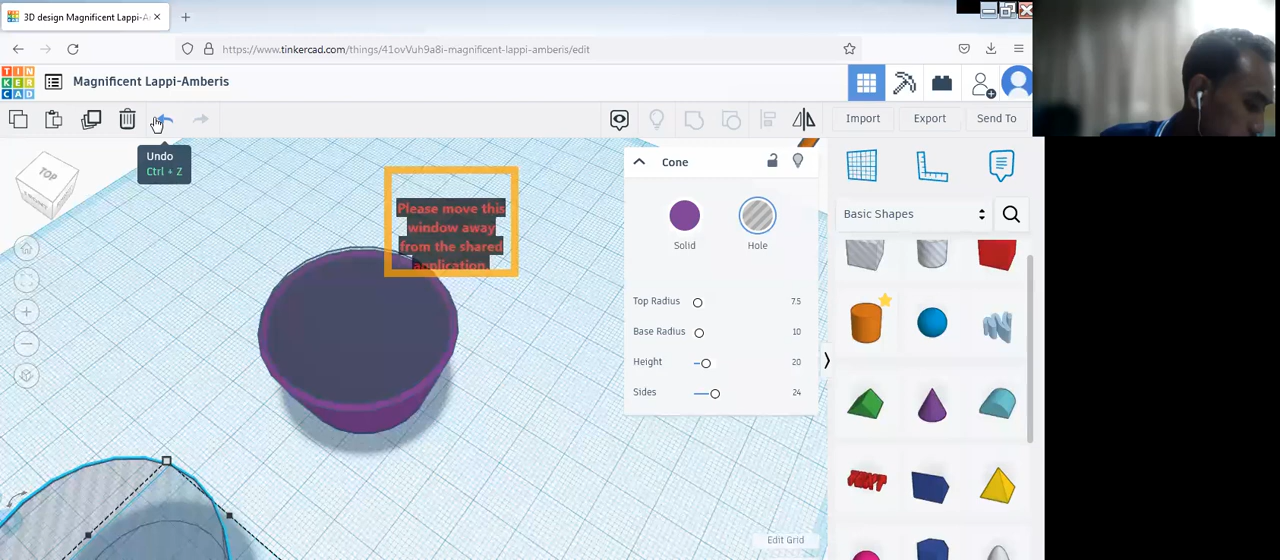 3D design Magnificent Lappi-A
https://www.tinkercad.com/things/41ovVuh9a8i-magnificent-lappi-amberis/edit
TIN
KER
CAD
Magnificent Lappi-Amberis
Import
Export
Send To
Undo
Ctrl + Z
TOP
Please move this
window away
from the shared
application.
Cone
Solid
Hole
Top Radius 7.5
Base Radius 10
Height 20
Sides 24
Basic Shapes
TEXT
Edit Grid